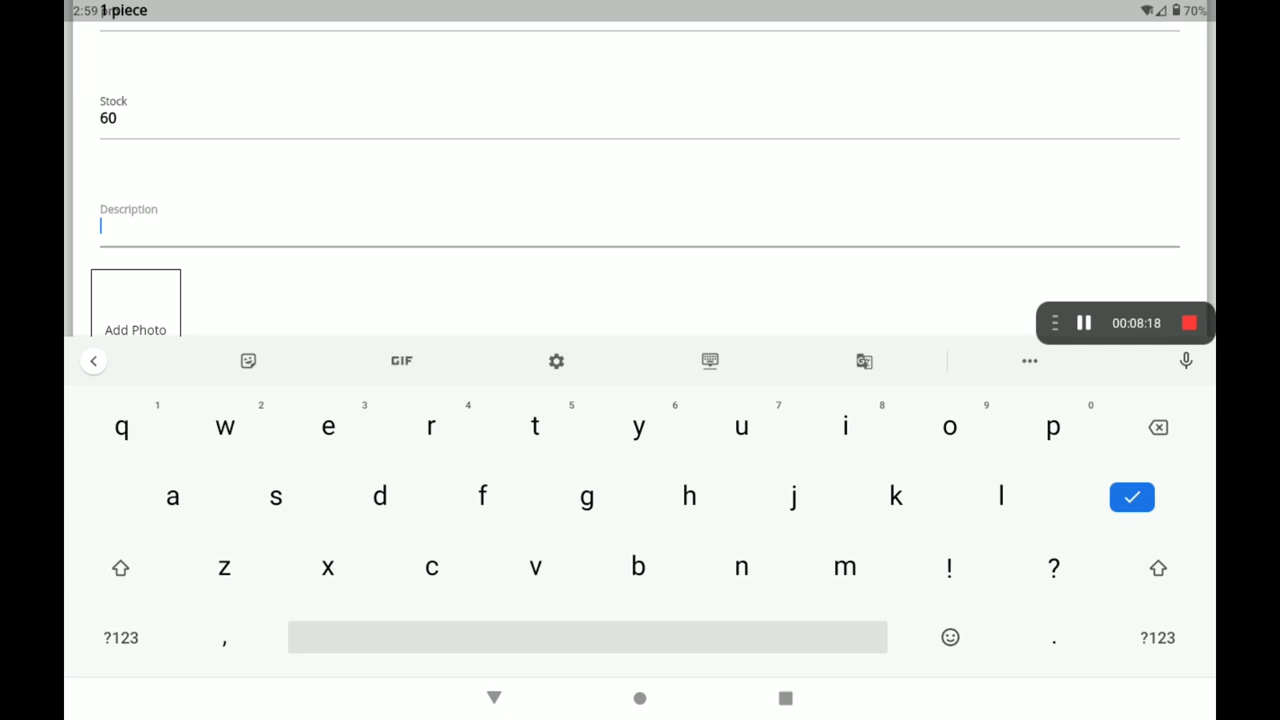 2:59 pm 1 piece 70%
Stock
60
Description
Add Photo
00:08:18
GIF
1 2 3 4 5 6 7 8 9 0
q w e r t y u i o p
a s d f g h j k l
z x c v b n m ! ?
?123 , . ?123